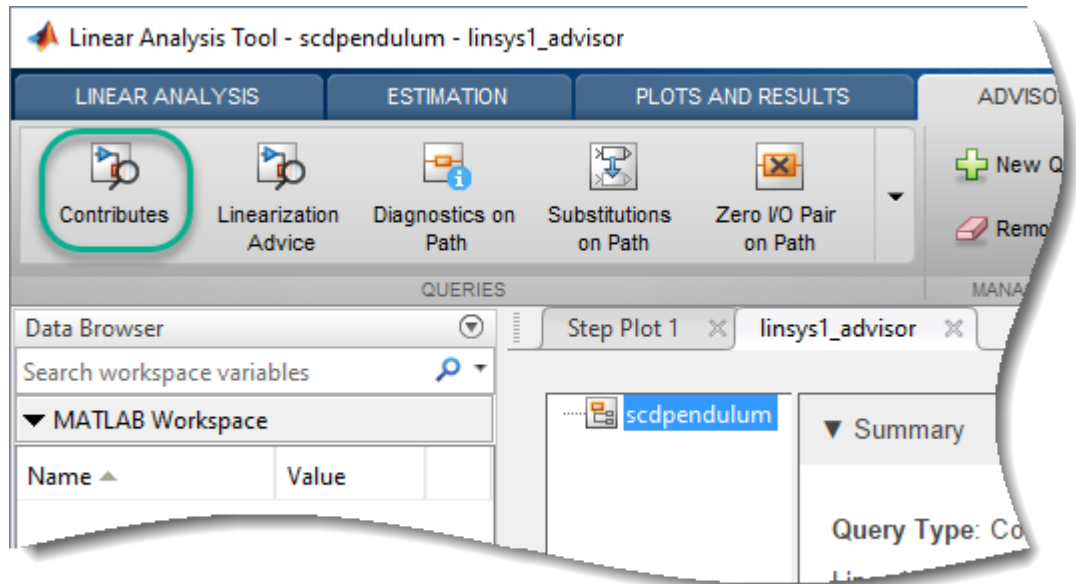 Linear Analysis Tool - scdpendulum - linsys1_advisor
LINEAR ANALYSIS ESTIMATION PLOTS AND RESULTS
Contributes Linearization Advice Diagnostics on Path Substitutions on Path Zero I/O Pair on Path New
QUERIES
Data Browser
Step Plot 1 linsys1_advisor
Search workspace variables
MATLAB Workspace
scdpendulum
Summary
Name Value
Query Type: